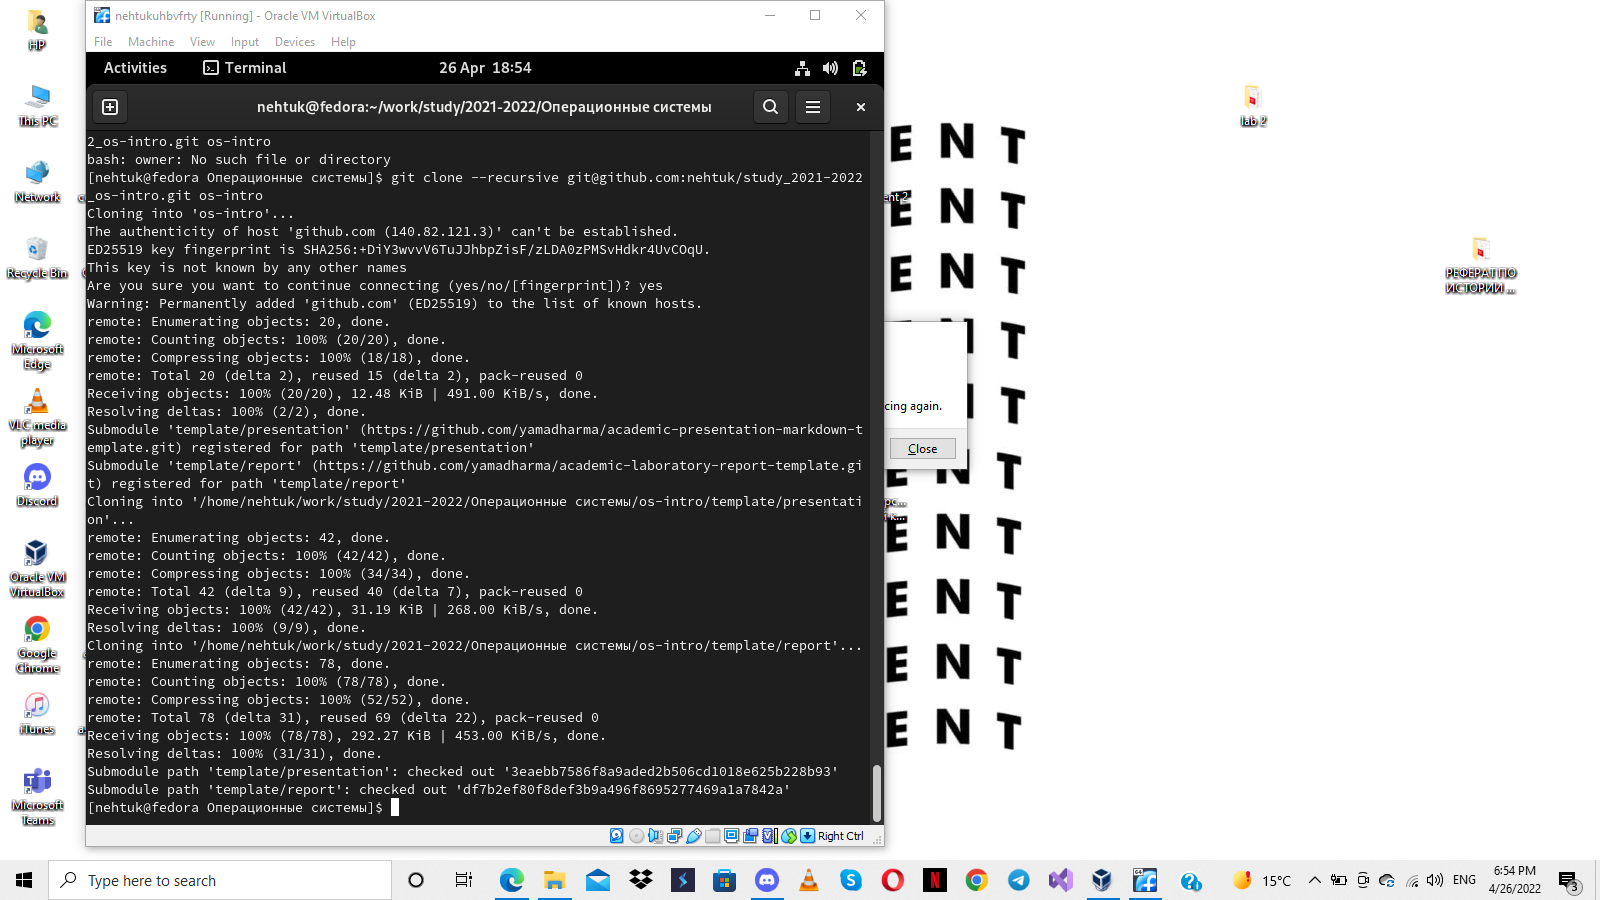 nehtukuhbvfrty [Running] - Oracle VM VirtualBox
File Machine View Input Devices Help
Activities Terminal 26 Apr 18:54
nehtuk@fedora:~/work/study/2021-2022/Операционные системы
2_os-intro.git os-intro
bash: owner: No such file or directory
[nehtuk@fedora Операционные системы]$ git clone --recursive git@github.com:nehtuk/study_2021-2022
_os-intro.git os-intro
Cloning into 'os-intro'...
The authenticity of host 'github.com (140.82.121.3)' can't be established.
ED25519 key fingerprint is SHA256:+DiY3wvvV6TuJJhbpZisF/zLDA0zPMSvHdkr4UvCOqU.
This key is not known by any other names
Are you sure you want to continue connecting (yes/no/[fingerprint])? yes
Warning: Permanently added 'github.com' (ED25519) to the list of known hosts.
remote: Enumerating objects: 20, done.
remote: Counting objects: 100% (20/20), done.
remote: Compressing objects: 100% (18/18), done.
remote: Total 20 (delta 2), reused 15 (delta 2), pack-reused 0
Receiving objects: 100% (20/20), 12.48 KiB | 491.00 KiB/s, done.
Resolving deltas: 100% (2/2), done.
Submodule 'template/presentation' (https://github.com/yamadharma/academic-presentation-markdown-t
emplate.git) registered for path 'template/presentation'
Submodule 'template/report' (https://github.com/yamadharma/academic-laboratory-report-template.gi
t) registered for path 'template/report'
Cloning into '/home/nehtuk/work/study/2021-2022/Операционные системы/os-intro/template/presentati
on'...
remote: Enumerating objects: 42, done.
remote: Counting objects: 100% (42/42), done.
remote: Compressing objects: 100% (34/34), done.
remote: Total 42 (delta 9), reused 40 (delta 7), pack-reused 0
Receiving objects: 100% (42/42), 31.19 KiB | 268.00 KiB/s, done.
Resolving deltas: 100% (9/9), done.
Cloning into '/home/nehtuk/work/study/2021-2022/Операционные системы/os-intro/template/report'...
remote: Enumerating objects: 78, done.
remote: Counting objects: 100% (78/78), done.
remote: Compressing objects: 100% (52/52), done.
remote: Total 78 (delta 31), reused 69 (delta 22), pack-reused 0
Receiving objects: 100% (78/78), 292.27 KiB | 453.00 KiB/s, done.
Resolving deltas: 100% (31/31), done.
Submodule path 'template/presentation': checked out '3eaebb7586f8a9aded2b506cd1018e625b228b93'
Submodule path 'template/report': checked out 'df7b2ef80f8def3b9a496f8695277469a1a7842a'
[nehtuk@fedora Операционные системы]$
Right Ctrl
HP
This PC
Network
Recycle Bin
Microsoft
Edge
VLC media
player
Discord
Oracle VM
VirtualBox
Google
Chrome
iTunes
Microsoft
Teams
E N T
ent 2
E N T
E N T
N T
cing again.
T
Close
E N T
E N T
E N T
E N T
E N T
lab 2
РЕФЕРАТ ПО
ИСТОРИИ ...
Type here to search
15°C
ENG
6:54 PM
4/26/2022
3